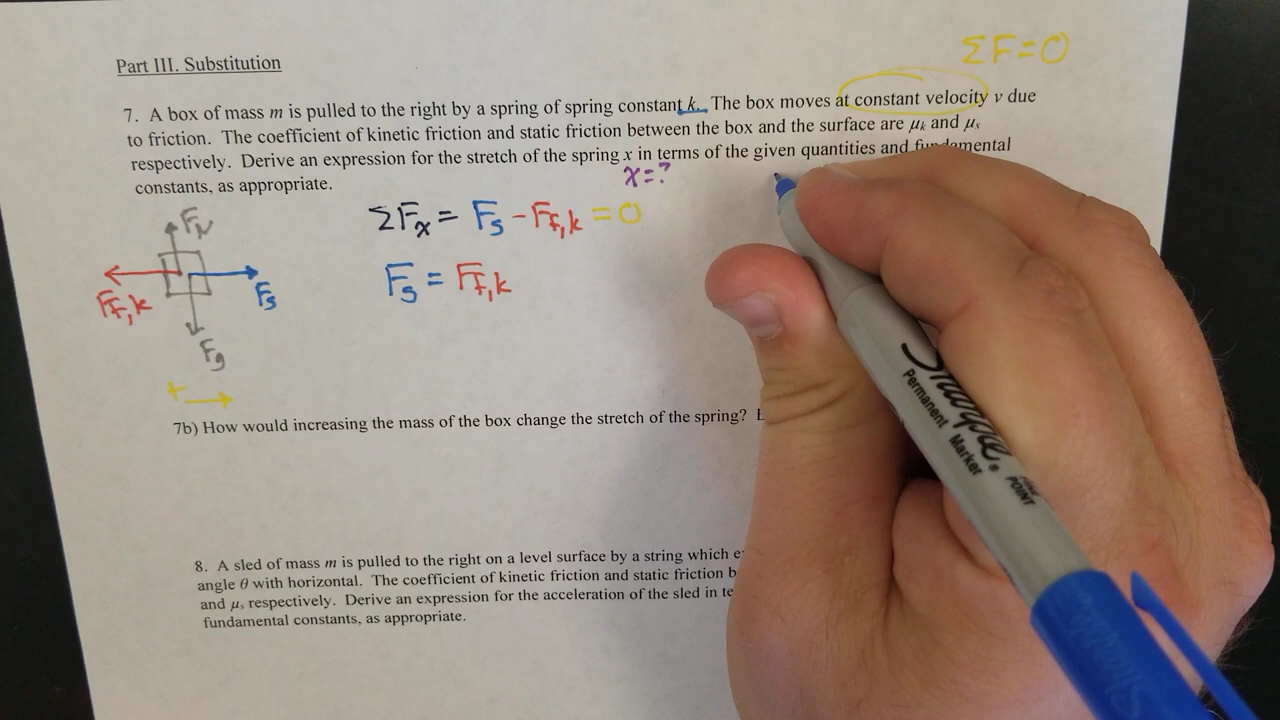 Part III. Substitution
ΣF=0
7. A box of mass m is pulled to the right by a spring of spring constant k. The box moves at constant velocity v due
to friction. The coefficient of kinetic friction and static friction between the box and the surface are μk and μs
respectively. Derive an expression for the stretch of the spring x in terms of the given quantities and fundamental
constants, as appropriate.
x=?
FN
ΣFx = Fs - Ff,k = 0
Fs = Ff,k
Ff,k
Fs
Fg
+
7b) How would increasing the mass of the box change the stretch of the spring?
8. A sled of mass m is pulled to the right on a level surface by a string which
angle θ with horizontal. The coefficient of kinetic friction and static friction
and μs respectively. Derive an expression for the acceleration of the sled in
fundamental constants, as appropriate.
Sharpie.
FINE POINT
Permanent Marker